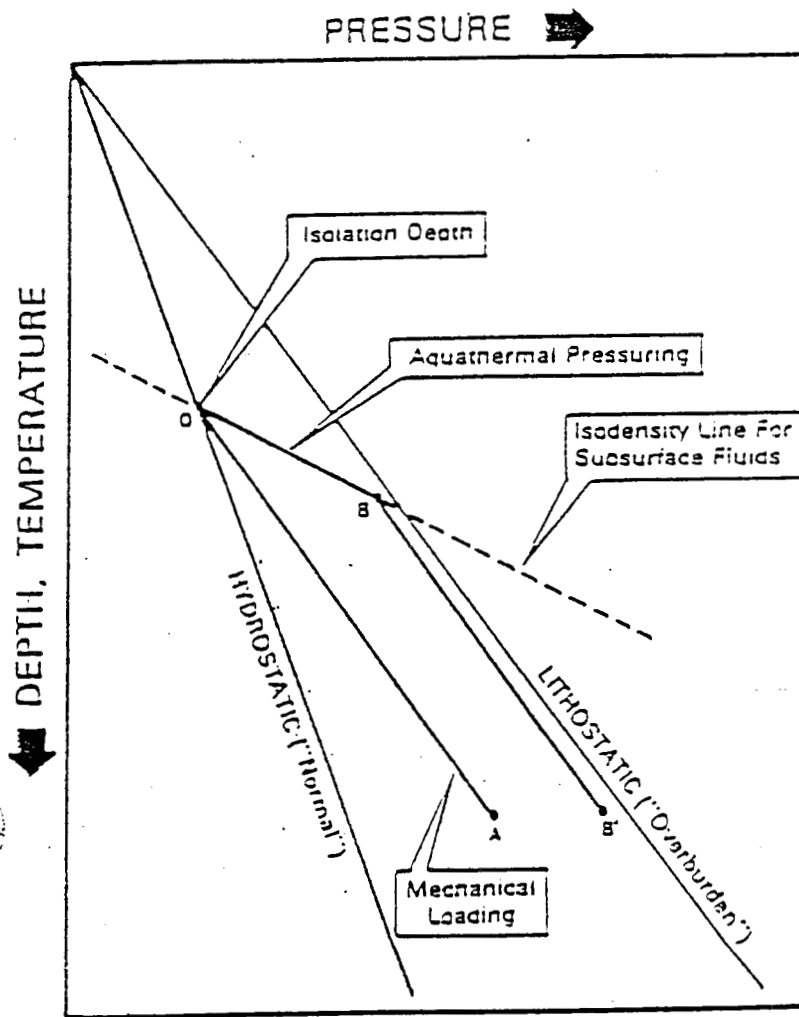 PRESSURE
Isolation Depth
Aquathermal Pressuring
Isodensity Line For
Subsurface Fluids
DEPTH, TEMPERATURE
O
B
HYDROSTATIC ("Normal")
LITHOSTATIC ("Overburden")
A
B'
Mechanical
Loading